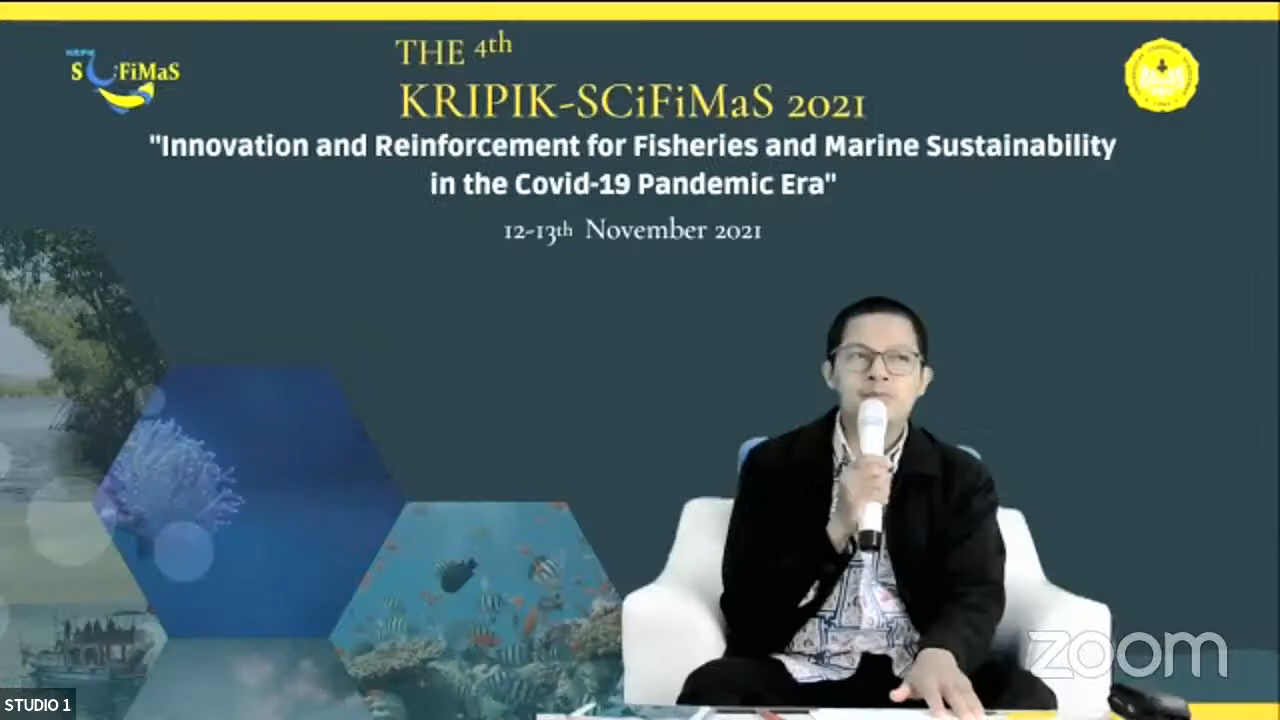 KRIPIK
SCiFiMaS
THE 4th
KRIPIK-SCiFiMaS 2021
"Innovation and Reinforcement for Fisheries and Marine Sustainability
in the Covid-19 Pandemic Era"
12-13th November 2021
zoom
STUDIO 1